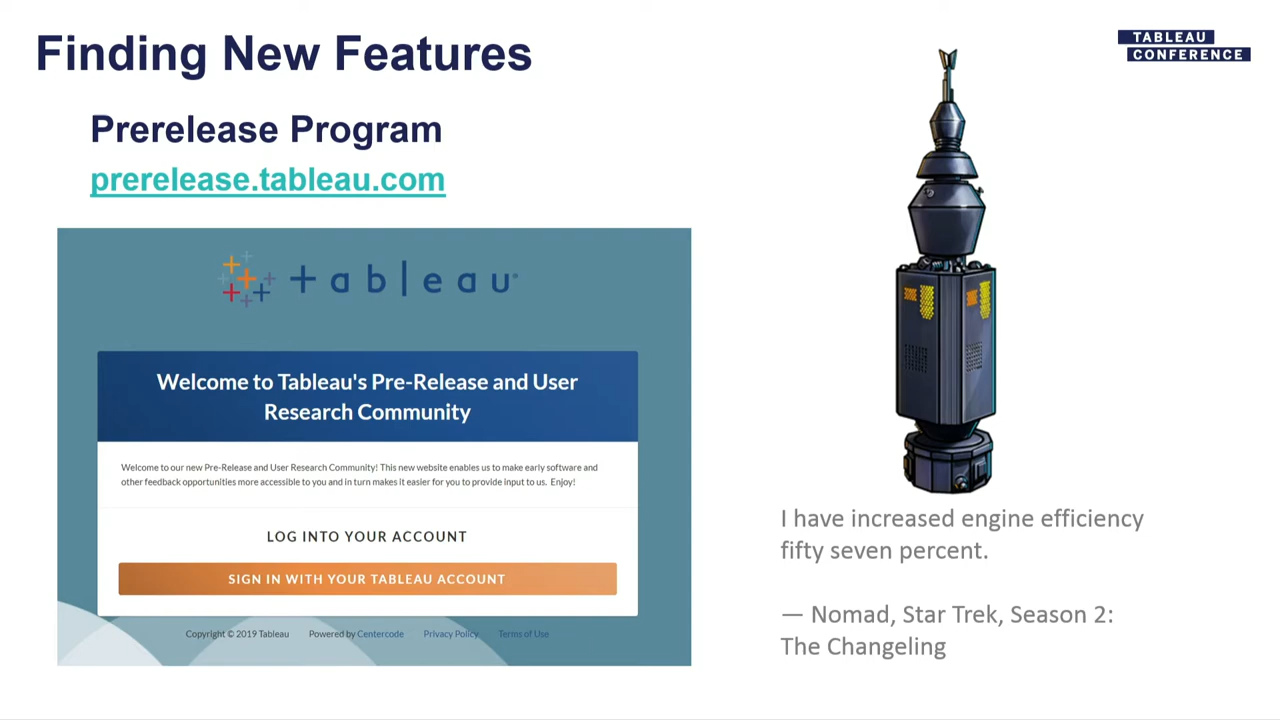 Finding New Features
TABLEAU
CONFERENCE
Prerelease Program
prerelease.tableau.com
+ableau®
Welcome to Tableau's Pre-Release and User
Research Community
Welcome to our new Pre-Release and User Research Community! This new website enables us to make early software and
other feedback opportunities more accessible to you and in turn makes it easier for you to provide input to us. Enjoy!
LOG INTO YOUR ACCOUNT
SIGN IN WITH YOUR TABLEAU ACCOUNT
Copyright © 2019 Tableau Powered by Centercode Privacy Policy Terms of Use
I have increased engine efficiency
fifty seven percent.
— Nomad, Star Trek, Season 2:
The Changeling